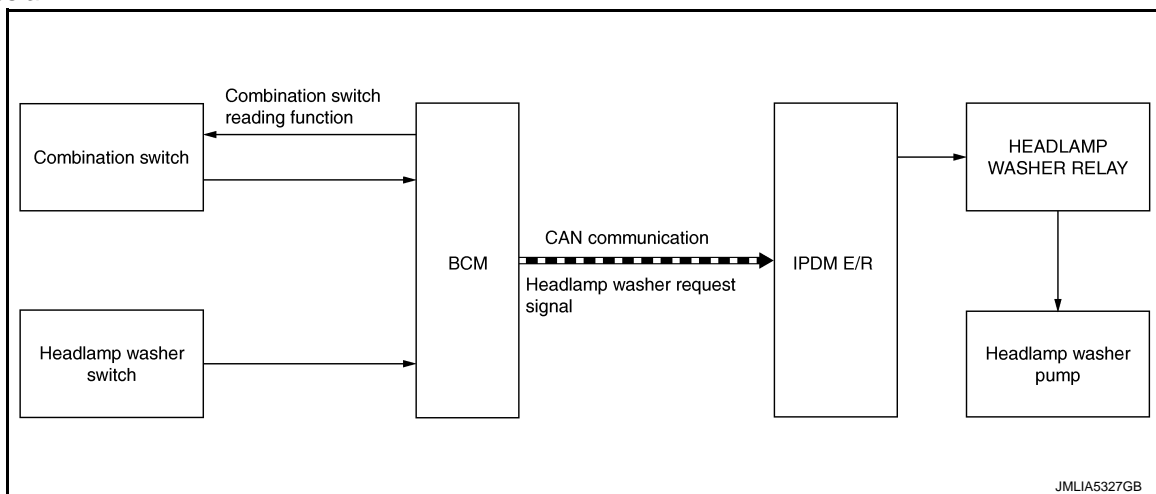 Combination switch
reading function
Combination switch
Headlamp washer
switch
BCM
CAN communication
Headlamp washer request
signal
IPDM E/R
HEADLAMP
WASHER RELAY
Headlamp washer
pump
JMLIA5327GB